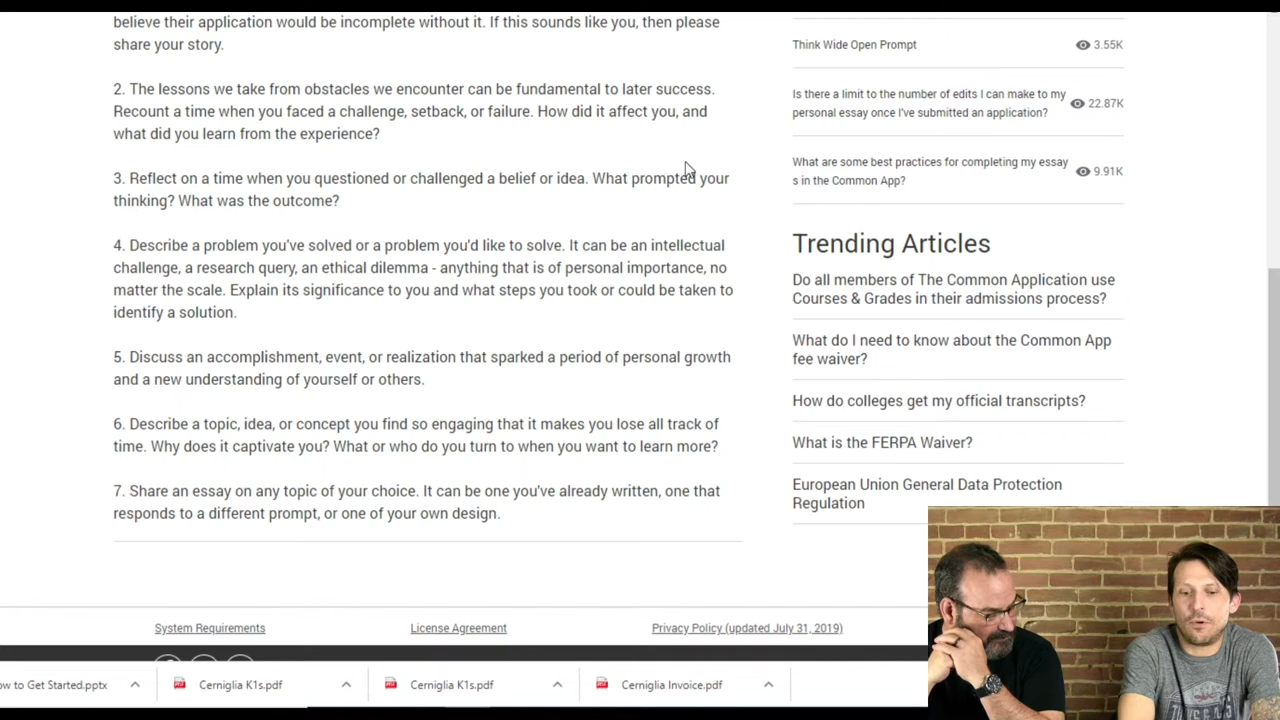 believe their application would be incomplete without it. If this sounds like you, then please
share your story.
2. The lessons we take from obstacles we encounter can be fundamental to later success.
Recount a time when you faced a challenge, setback, or failure. How did it affect you, and
what did you learn from the experience?
3. Reflect on a time when you questioned or challenged a belief or idea. What prompted your
thinking? What was the outcome?
4. Describe a problem you've solved or a problem you'd like to solve. It can be an intellectual
challenge, a research query, an ethical dilemma - anything that is of personal importance, no
matter the scale. Explain its significance to you and what steps you took or could be taken to
identify a solution.
5. Discuss an accomplishment, event, or realization that sparked a period of personal growth
and a new understanding of yourself or others.
6. Describe a topic, idea, or concept you find so engaging that it makes you lose all track of
time. Why does it captivate you? What or who do you turn to when you want to learn more?
7. Share an essay on any topic of your choice. It can be one you've already written, one that
responds to a different prompt, or one of your own design.
Think Wide Open Prompt 3.55K
Is there a limit to the number of edits I can make to my
personal essay once I've submitted an application? 22.87K
What are some best practices for completing my essay
s in the Common App? 9.91K
Trending Articles
Do all members of The Common Application use
Courses & Grades in their admissions process?
What do I need to know about the Common App
fee waiver?
How do colleges get my official transcripts?
What is the FERPA Waiver?
European Union General Data Protection
Regulation
System Requirements License Agreement Privacy Policy (updated July 31, 2019)
ow to Get Started.pptx Cerniglia K1s.pdf Cerniglia K1s.pdf Cerniglia Invoice.pdf